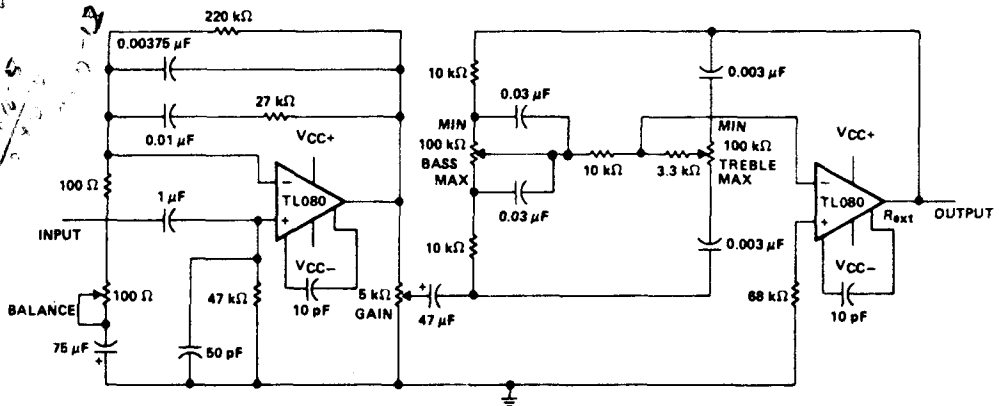 220 kΩ
0.00375 μF
27 kΩ
0.01 μF
VCC+
100 Ω
−
TL080
+
1 μF
INPUT
VCC−
10 pF
47 kΩ
100 Ω
BALANCE
75 μF
+
50 pF
5 kΩ
GAIN
+
47 μF
10 kΩ
0.03 μF
MIN
100 kΩ
BASS
MAX
0.03 μF
10 kΩ
10 kΩ
3.3 kΩ
0.003 μF
MIN
100 kΩ
TREBLE
MAX
0.003 μF
VCC+
−
TL080
+
Rext
OUTPUT
VCC−
68 kΩ
10 pF